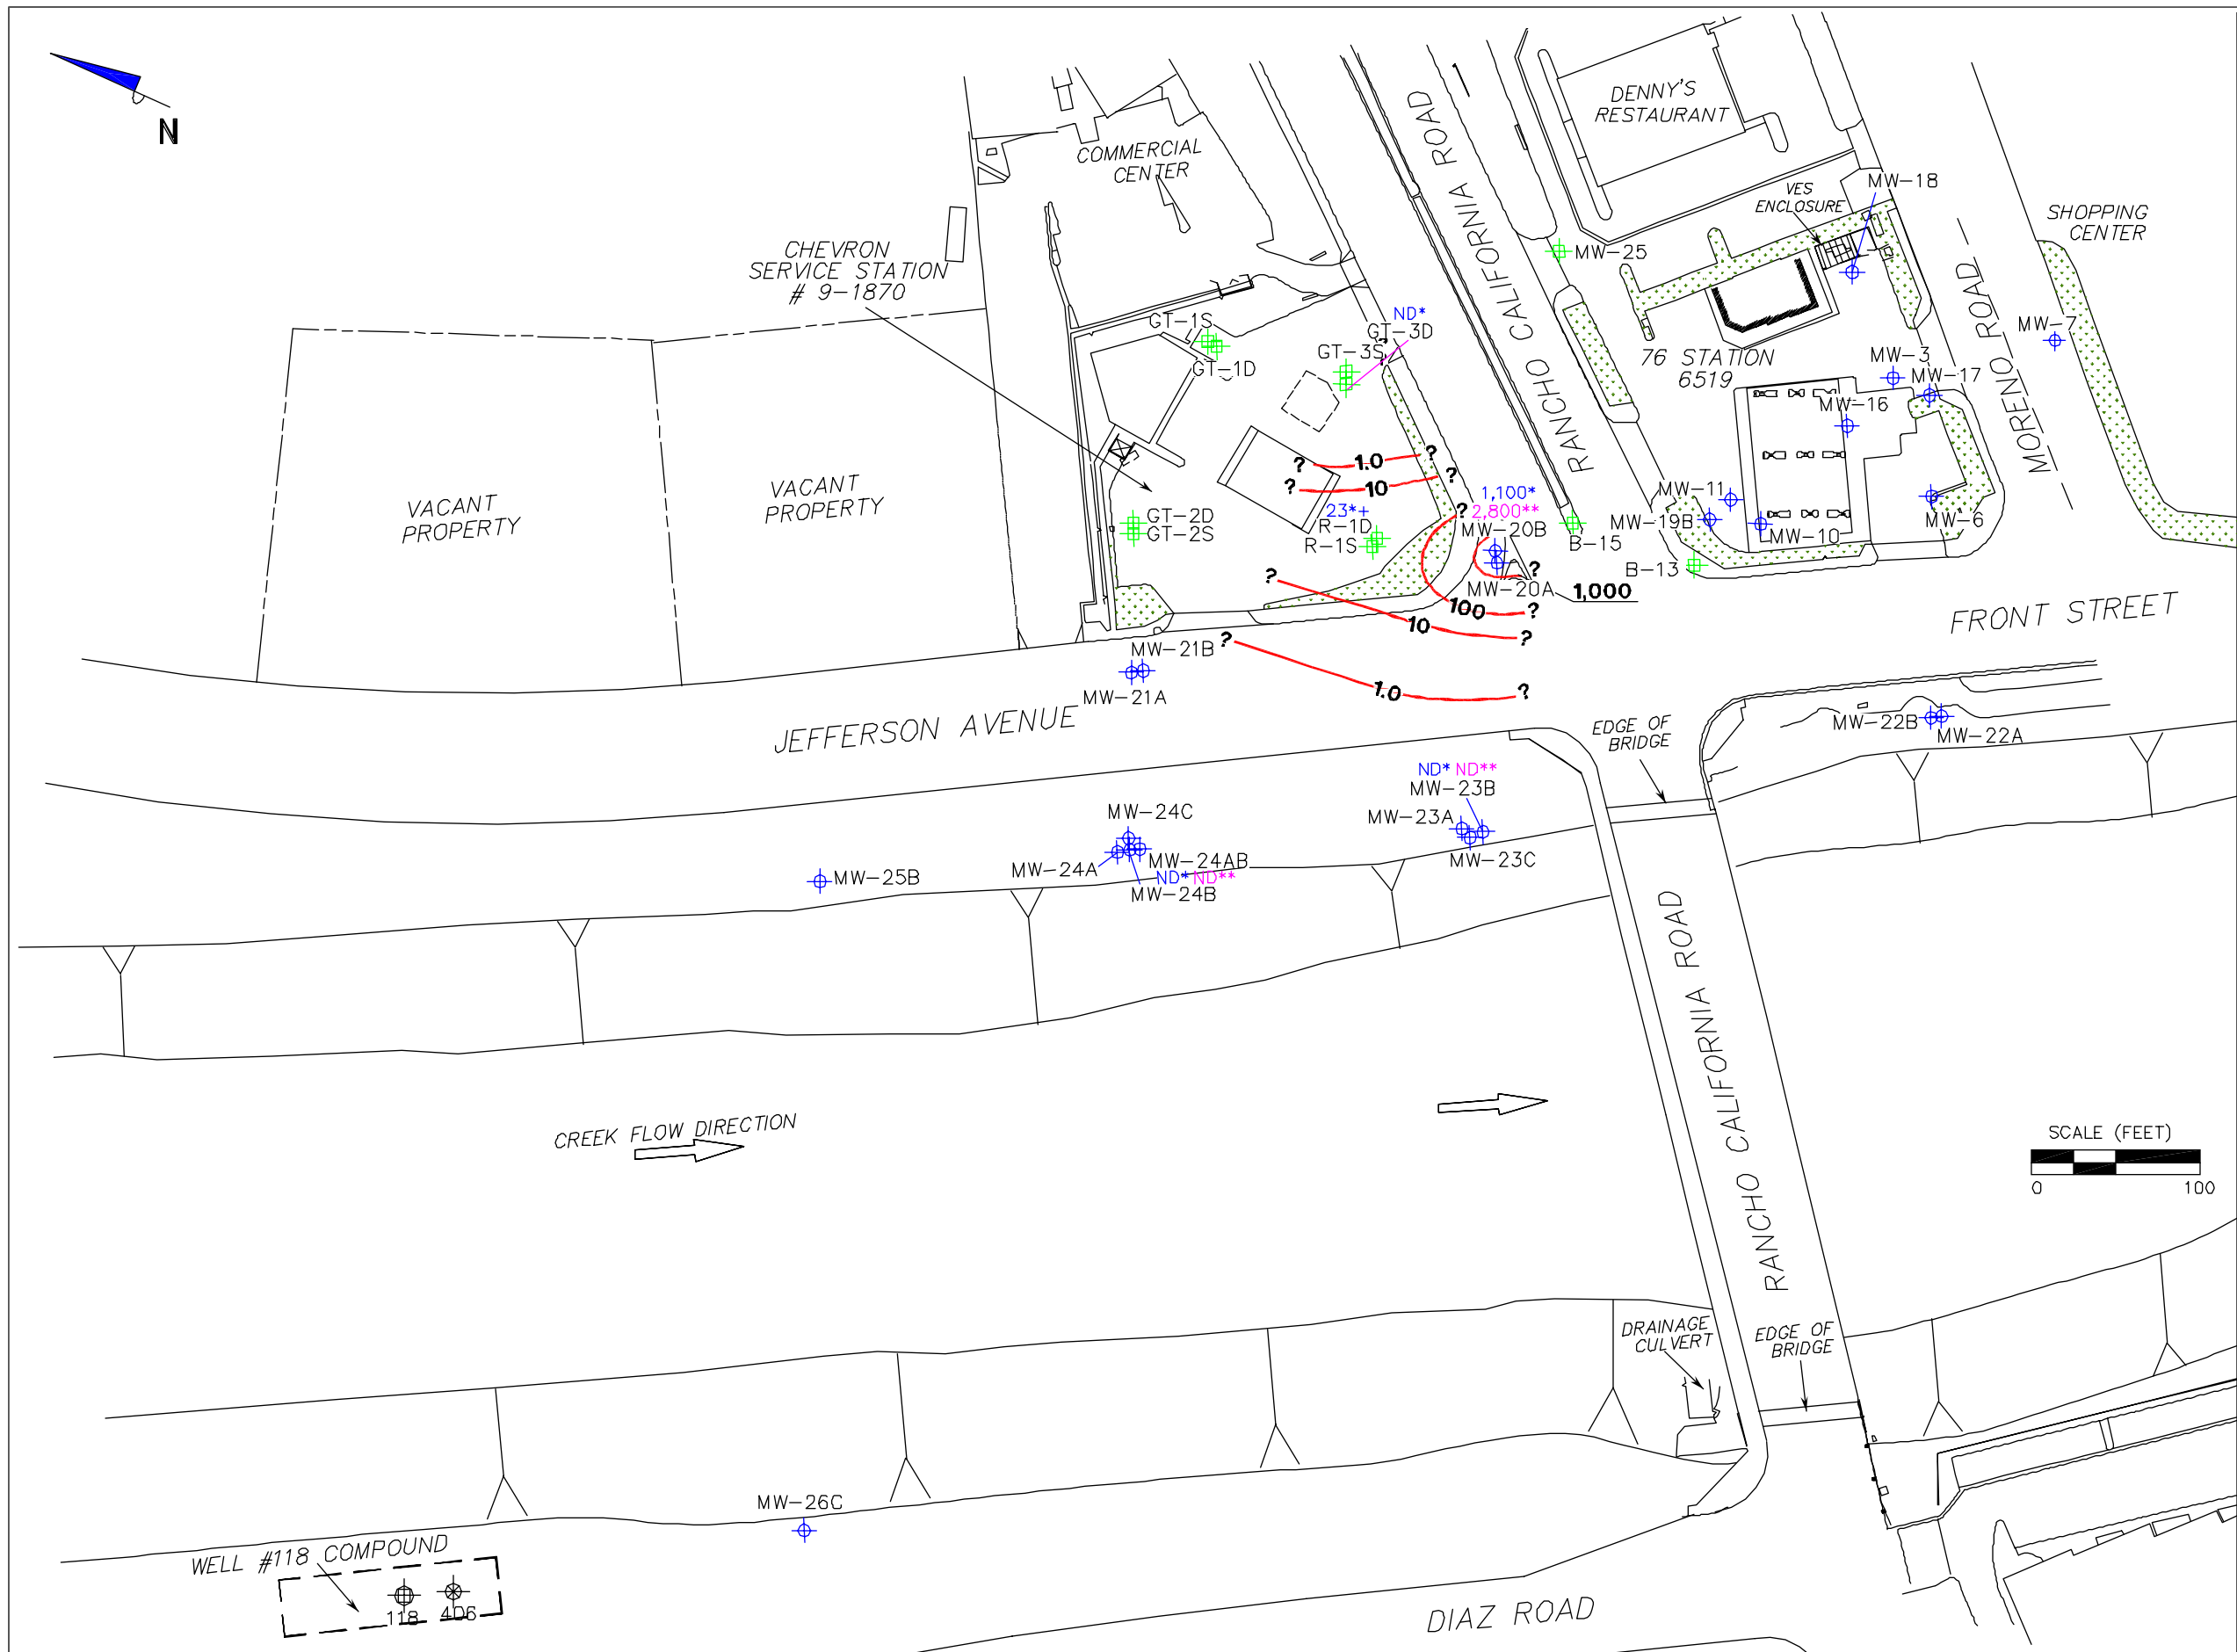 N
COMMERCIAL
CENTER
CHEVRON
SERVICE STATION
# 9-1870
RANCHO CALIFORNIA ROAD
DENNY'S
RESTAURANT
VES
ENCLOSURE
MW-18
SHOPPING
CENTER
MW-25
MW-7
76 STATION
6519
MW-3
MW-17
MW-16
MORENO ROAD
GT-1S
GT-1D
ND*
GT-3D
GT-3S
?
? 1.0 ?
? 10 ?
VACANT
PROPERTY
VACANT
PROPERTY
GT-2D
GT-2S
23*+
R-1D
R-1S
1,100*
? 2,800**
MW-20B
MW-20A
B-15
MW-11
MW-19B
MW-10
MW-6
B-13
?
1,000
100 ?
? 10 ?
? 1.0 ?
FRONT STREET
MW-21B
MW-21A
JEFFERSON AVENUE
EDGE OF
BRIDGE
MW-22B
MW-22A
ND* ND**
MW-23B
MW-23A
MW-23C
MW-24C
MW-24A
MW-24AB
ND* ND**
MW-24B
MW-25B
RANCHO CALIFORNIA ROAD
CREEK FLOW DIRECTION
SCALE (FEET)
0 100
DRAINAGE
CULVERT
EDGE OF
BRIDGE
MW-26C
WELL #118 COMPOUND
118 406
DIAZ ROAD